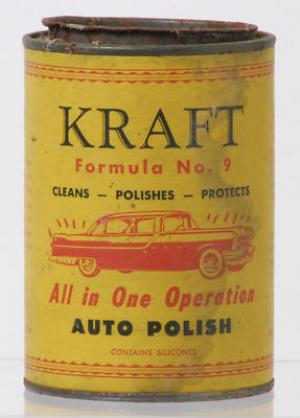 KRAFT
Formula No. 9
CLEANS – POLISHES – PROTECTS
All in One Operation
AUTO POLISH
CONTAINS SILICONES